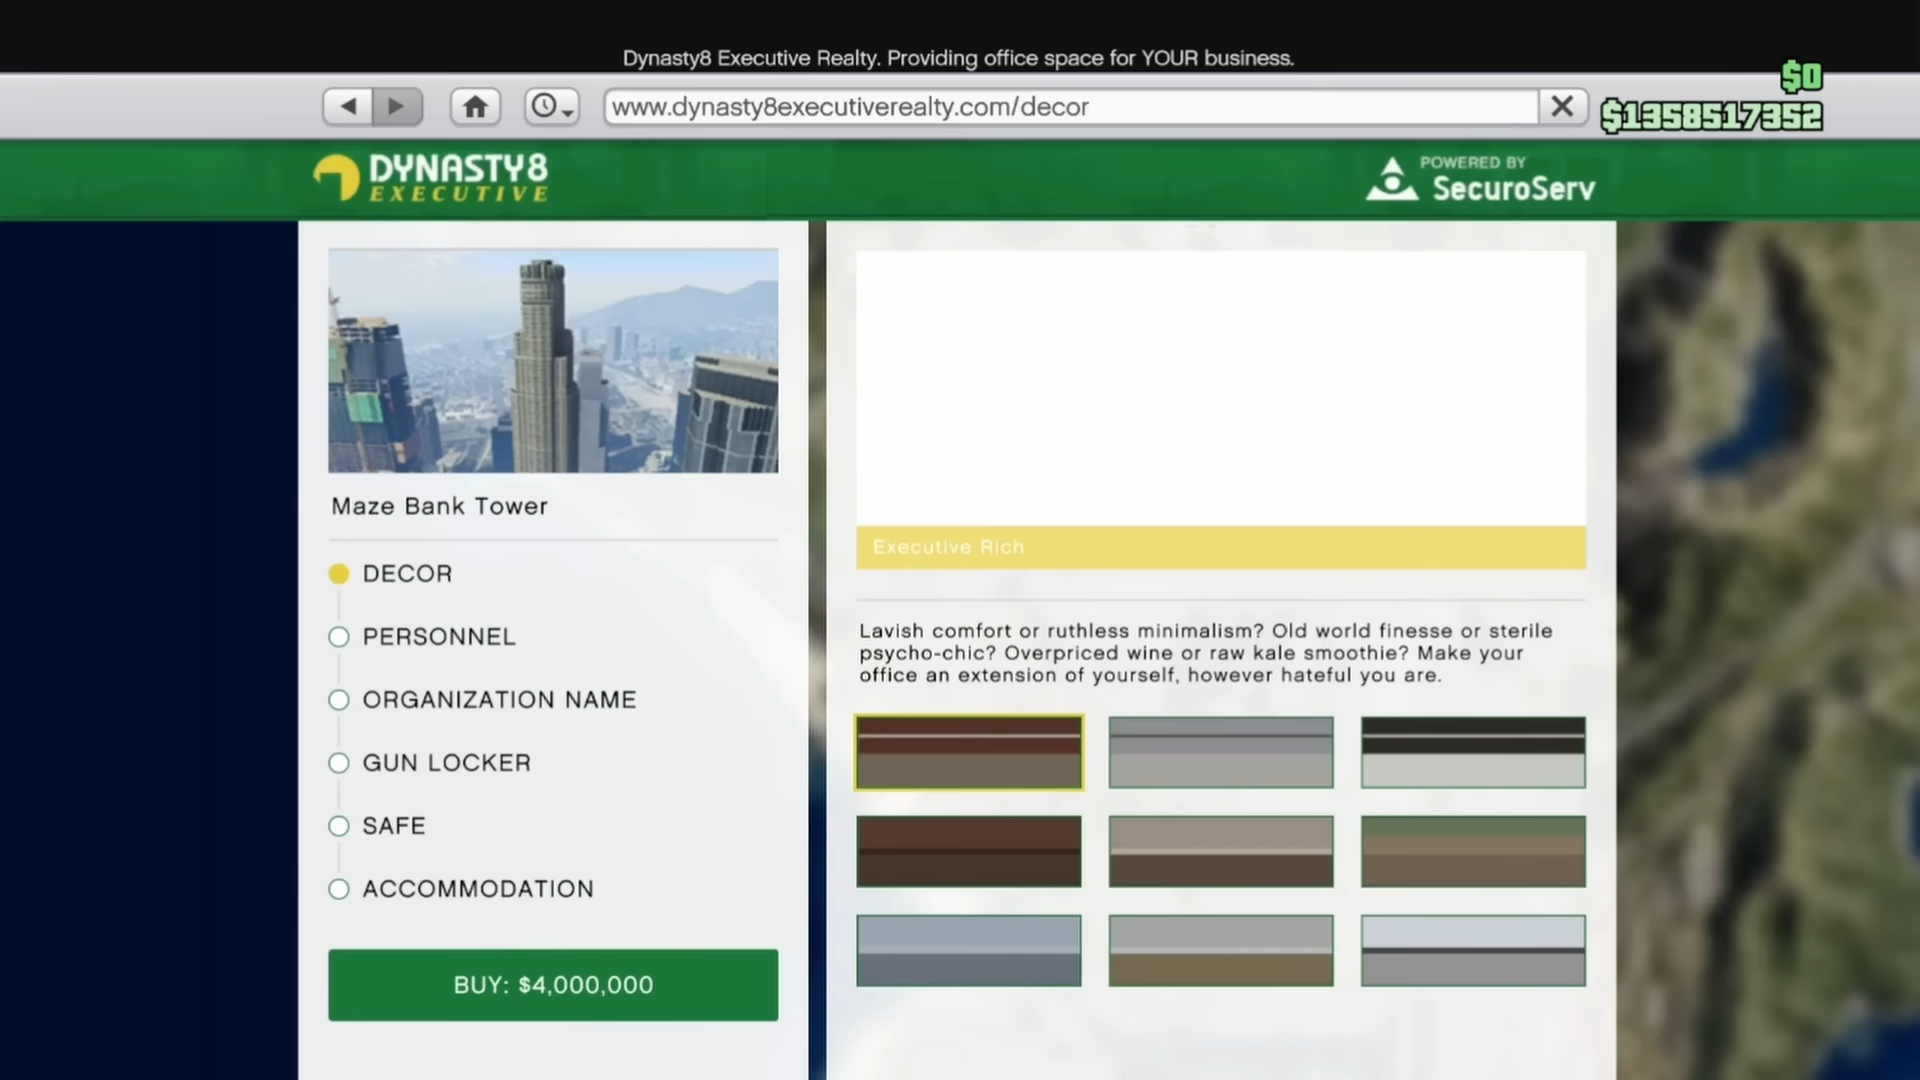 Dynasty8 Executive Realty. Providing office space for YOUR business.
$0
www.dynasty8executiverealty.com/decor
$1358517352
DYNASTY8
EXECUTIVE
POWERED BY
SecuroServ
Maze Bank Tower
DECOR
PERSONNEL
ORGANIZATION NAME
GUN LOCKER
SAFE
ACCOMMODATION
BUY: $4,000,000
Executive Rich
Lavish comfort or ruthless minimalism? Old world finesse or sterile
psycho-chic? Overpriced wine or raw kale smoothie? Make your
office an extension of yourself, however hateful you are.